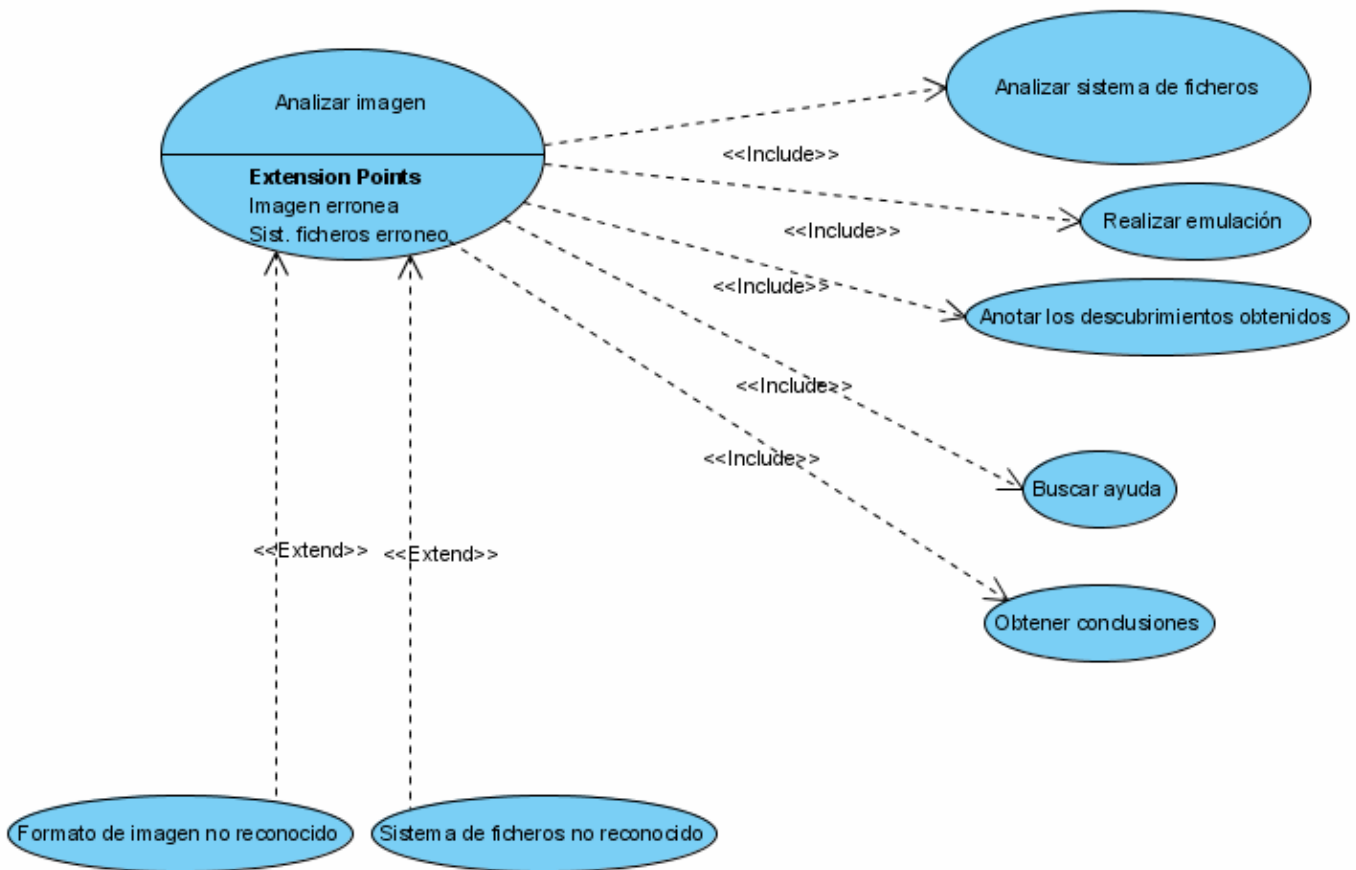 Analizar imagen
Extension Points
Imagen erronea
Sist. ficheros erroneo
Analizar sistema de ficheros
<<Include>>
Realizar emulación
<<Include>>
<<Include>>
Anotar los descubrimientos obtenidos
<<Include>>
<<Include>>
Buscar ayuda
Obtener conclusiones
<<Extend>>
<<Extend>>
Formato de imagen no reconocido
Sistema de ficheros no reconocido